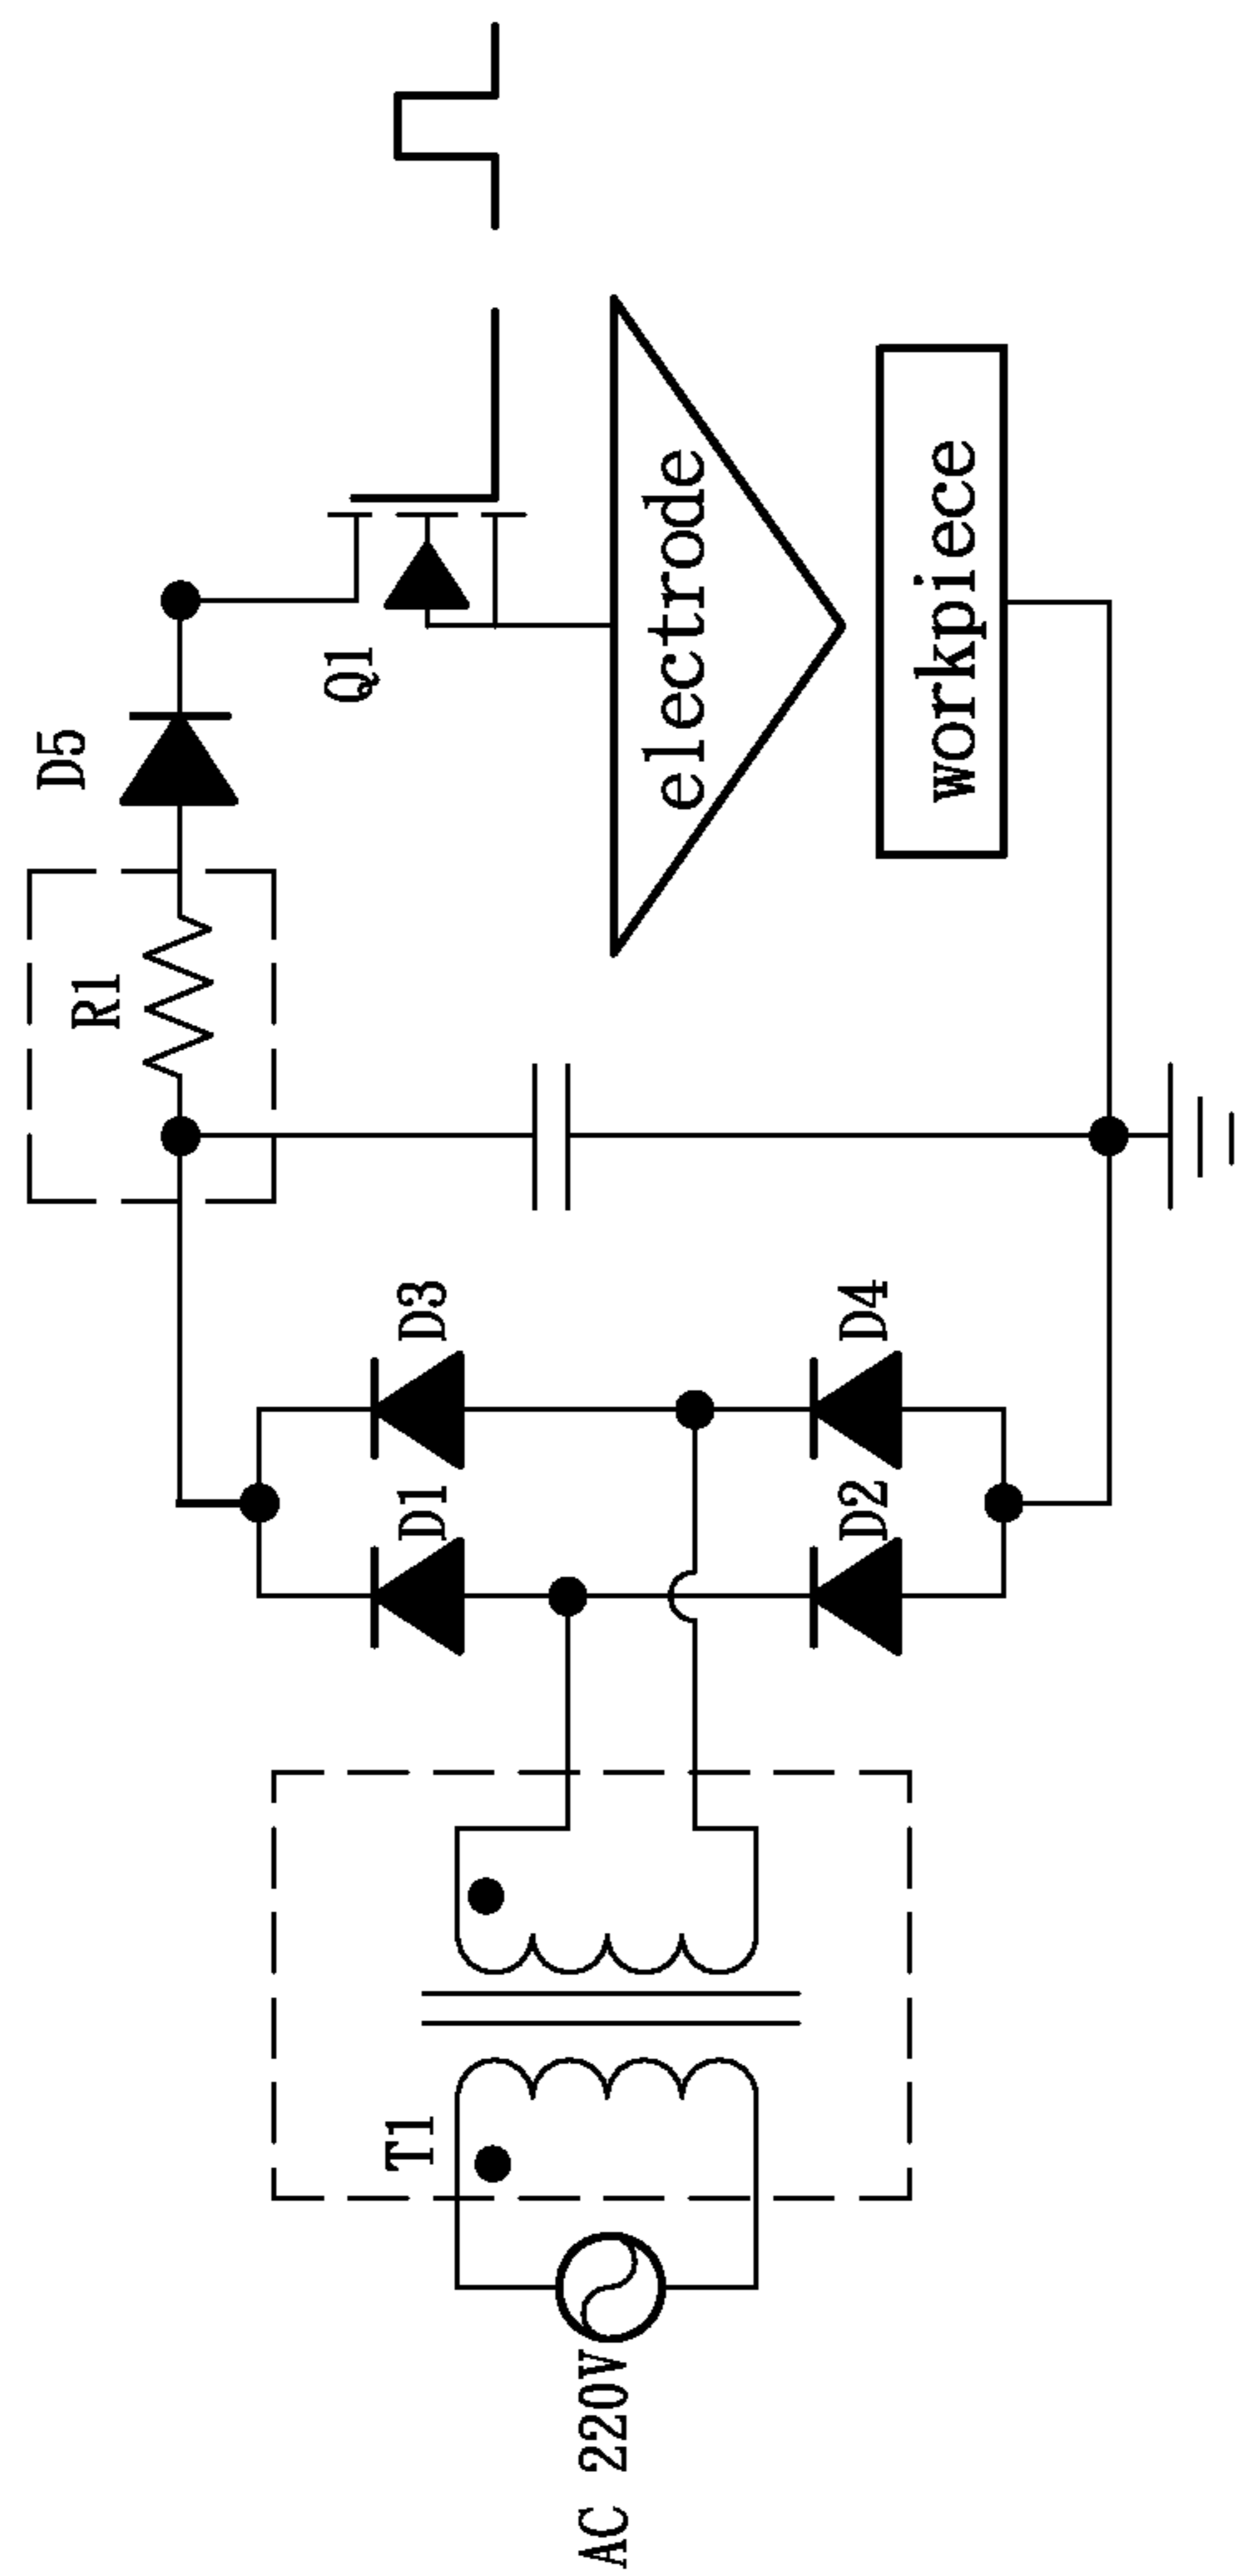 AC 220V
T1
D1
D3
D2
D4
R1
D5
Q1
electrode
workpiece